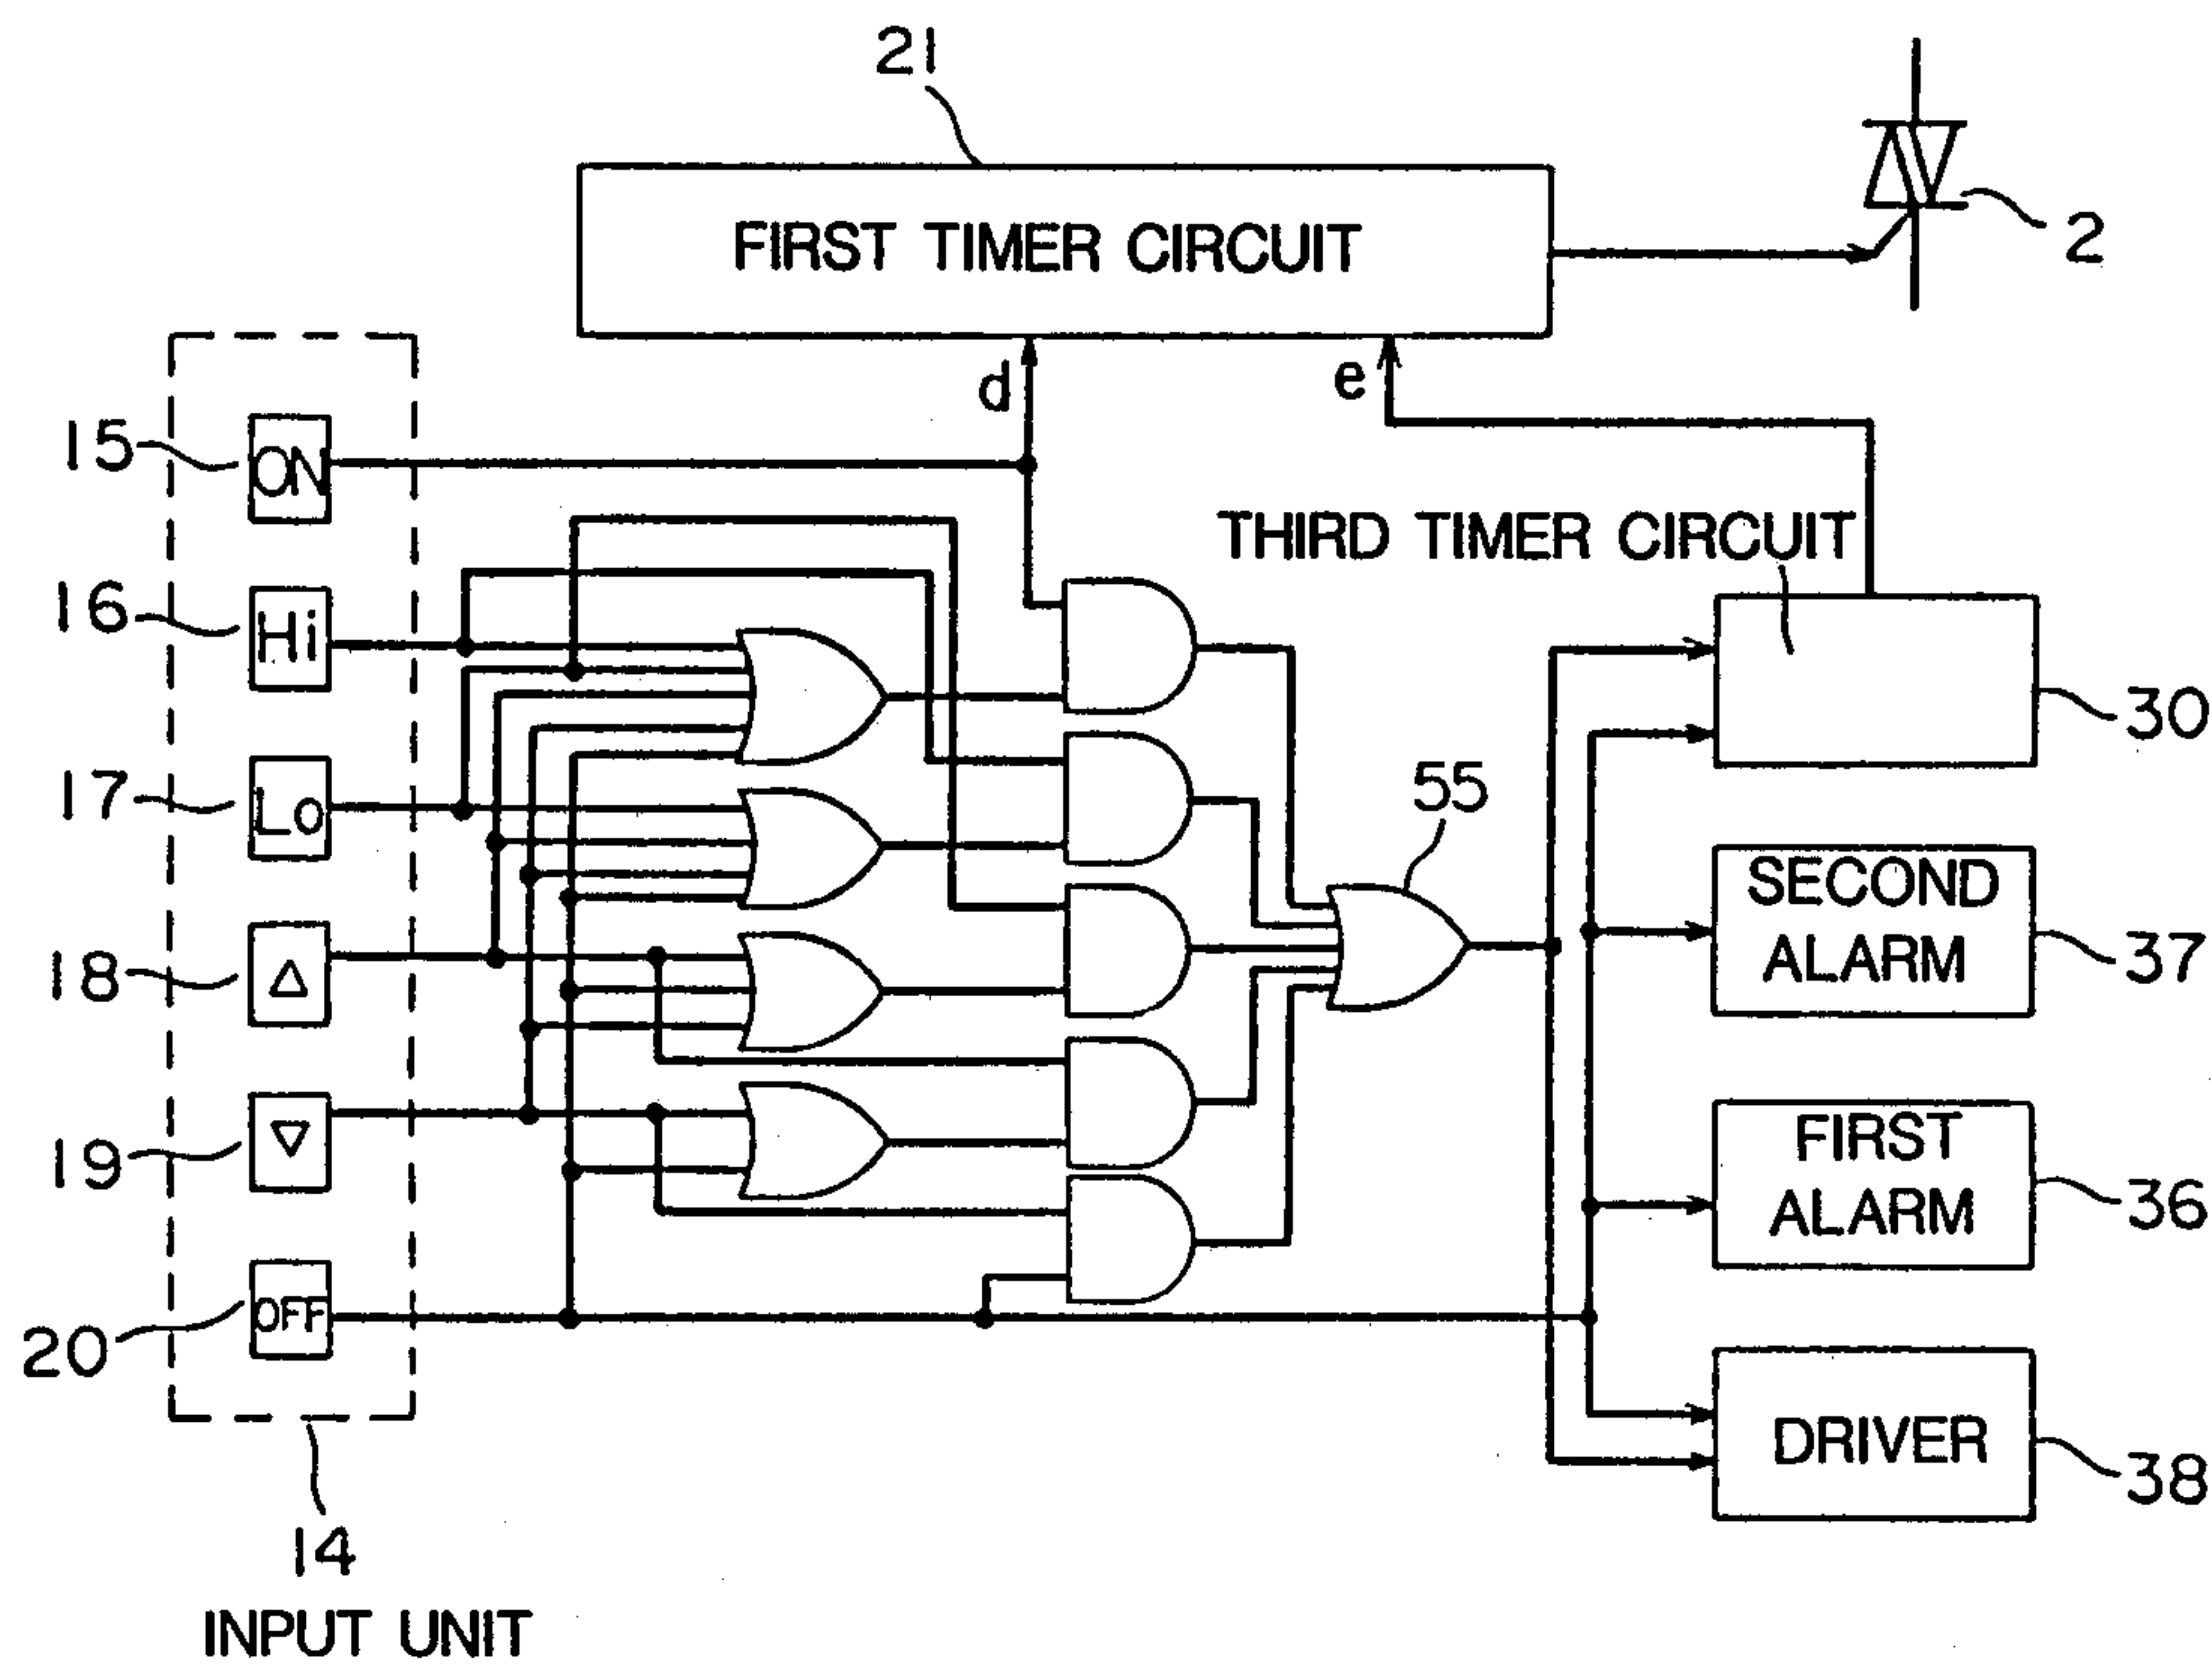 21
FIRST TIMER CIRCUIT
2
d
e
15
ON
THIRD TIMER CIRCUIT
16
Hi
30
17
Lo
55
SECOND
ALARM
37
18
△
19
▽
FIRST
ALARM
36
20
OFF
DRIVER
38
14
INPUT UNIT